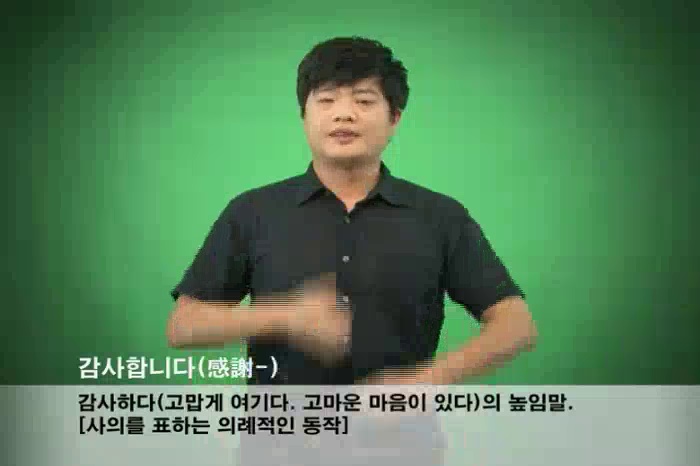 감사합니다(感謝-)
감사하다(고맙게 여기다. 고마운 마음이 있다)의 높임말.
[사의를 표하는 의례적인 동작]